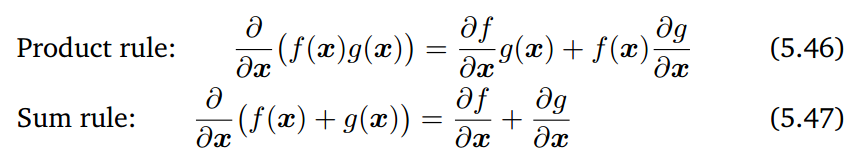 Product rule: ∂/∂𝒙 (f(𝒙)g(𝒙)) = ∂f/∂𝒙 g(𝒙) + f(𝒙) ∂g/∂𝒙 (5.46)
Sum rule: ∂/∂𝒙 (f(𝒙) + g(𝒙)) = ∂f/∂𝒙 + ∂g/∂𝒙 (5.47)